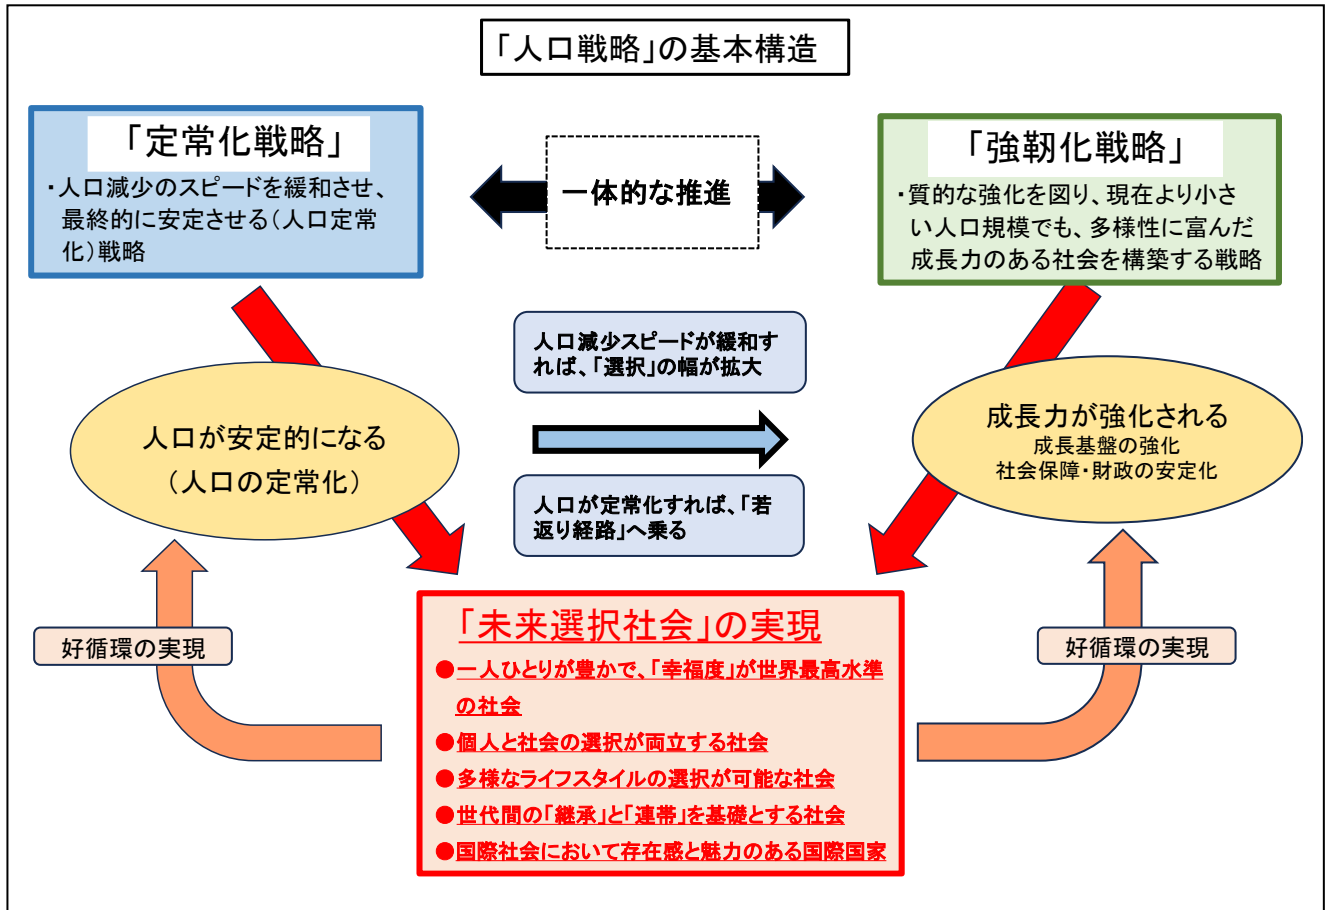 「人口戦略」の基本構造
「定常化戦略」
・人口減少のスピードを緩和させ、
最終的に安定させる(人口定常
化)戦略
一体的な推進
「強靭化戦略」
・質的な強化を図り、現在より小さ
い人口規模でも、多様性に富んだ
成長力のある社会を構築する戦略
人口減少スピードが緩和す
れば、「選択」の幅が拡大
人口が安定的になる
(人口の定常化)
成長力が強化される
成長基盤の強化
社会保障・財政の安定化
人口が定常化すれば、「若
返り経路」へ乗る
好循環の実現
「未来選択社会」の実現
●一人ひとりが豊かで、「幸福度」が世界最高水準
の社会
●個人と社会の選択が両立する社会
●多様なライフスタイルの選択が可能な社会
●世代間の「継承」と「連帯」を基礎とする社会
●国際社会において存在感と魅力のある国際国家
好循環の実現